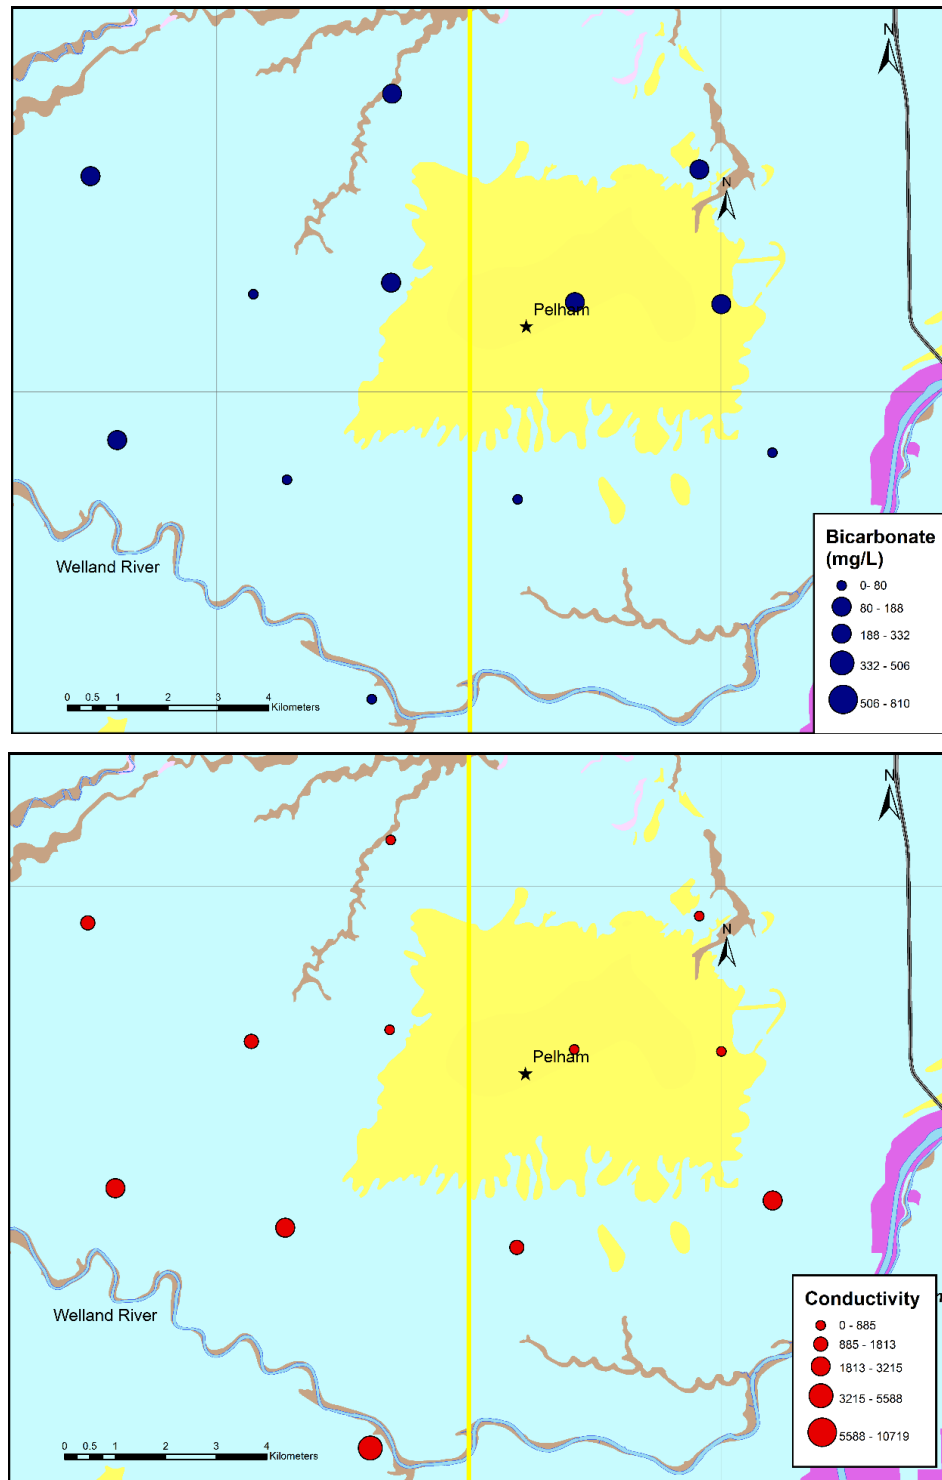 N
N
Pelham
Welland River
Bicarbonate
(mg/L)
0- 80
80 - 188
188 - 332
332 - 506
506 - 810
0 0.5 1 2 3 4
Kilometers
N
N
Pelham
Welland River
Conductivity
0 - 885
885 - 1813
1813 - 3215
3215 - 5588
5588 - 10719
0 0.5 1 2 3 4
Kilometers